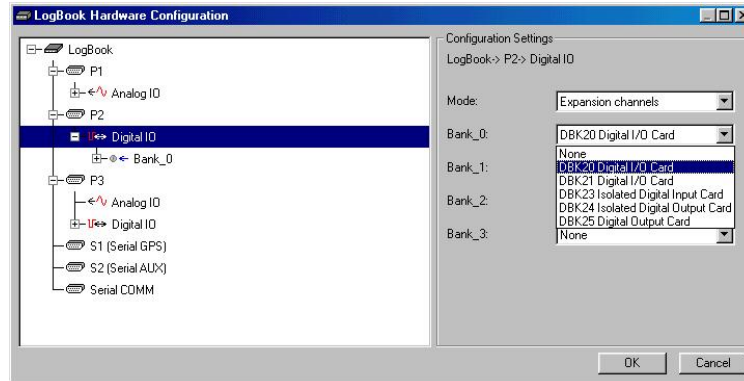 LogBook Hardware Configuration
LogBook
P1
Analog IO
P2
Digital IO
Bank_0
P3
Analog IO
Digital IO
S1 (Serial GPS)
S2 (Serial AUX)
Serial COMM
Configuration Settings
LogBook-> P2-> Digital IO
Mode: Expansion channels
Bank_0: DBK20 Digital I/O Card
None
DBK20 Digital I/O Card
Bank_1:
DBK21 Digital I/O Card
DBK23 Isolated Digital Input Card
Bank_2:
DBK24 Isolated Digital Output Card
DBK25 Digital Output Card
Bank_3: None
OK Cancel